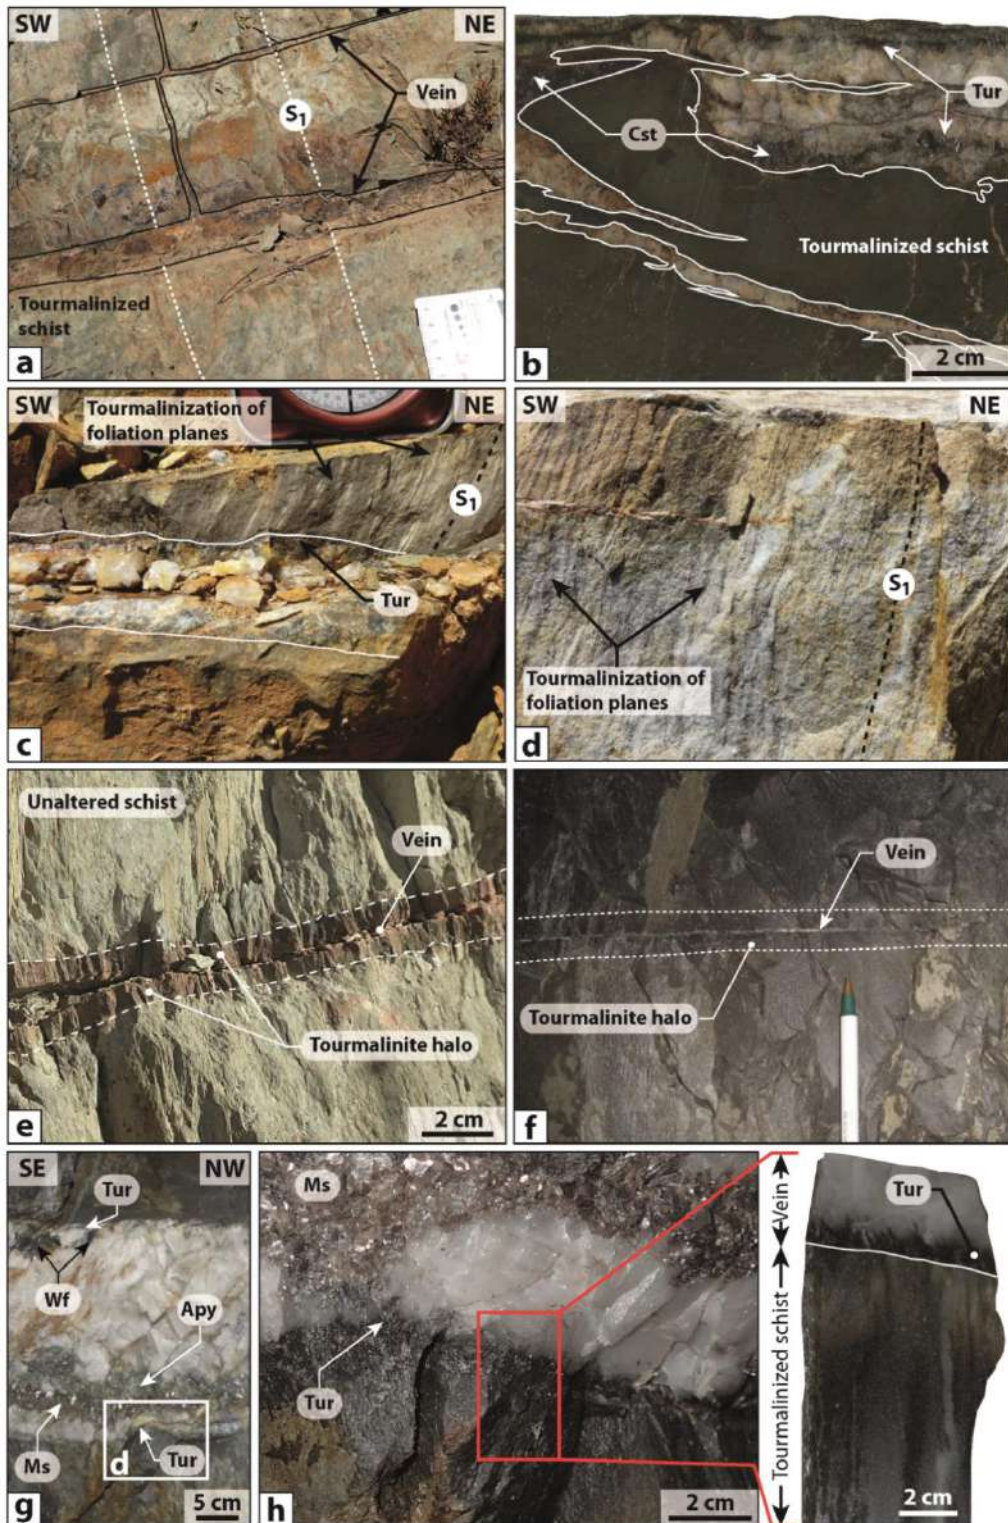 SW
NE
Vein
S1
Tourmalinized
schist
a
Tur
Cst
Tourmalinized schist
b
2 cm
SW
Tourmalinization of
foliation planes
NE
S1
Tur
c
SW
NE
S1
Tourmalinization of
foliation planes
d
Unaltered schist
Vein
Tourmalinite halo
e
2 cm
Vein
Tourmalinite halo
f
SE
NW
Tur
Wf
Apy
Ms
d
Tur
g
5 cm
Ms
Tur
h
2 cm
Vein
Tourmalinized schist
Tur
2 cm